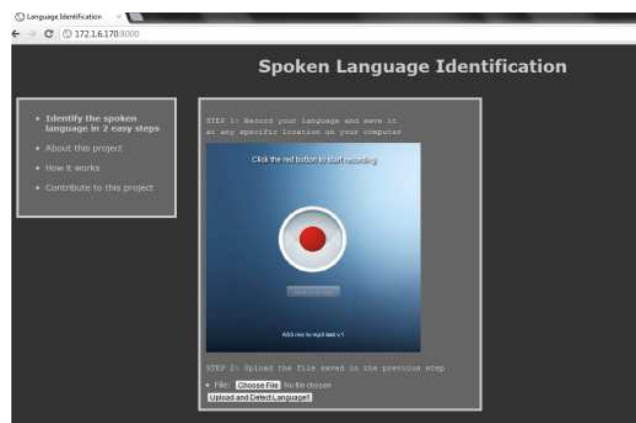 Language Identification
172.1.6.170:8000
Spoken Language Identification
Identify the spoken
language in 2 easy steps
About this project
How it works
Contribute to this project
STEP 1: Record your language and save it
at any specific location on your computer
Click the red button to start recording
STEP 2: Upload the file saved in the previous step
File: Choose File No file chosen
Upload and Detect Language!!